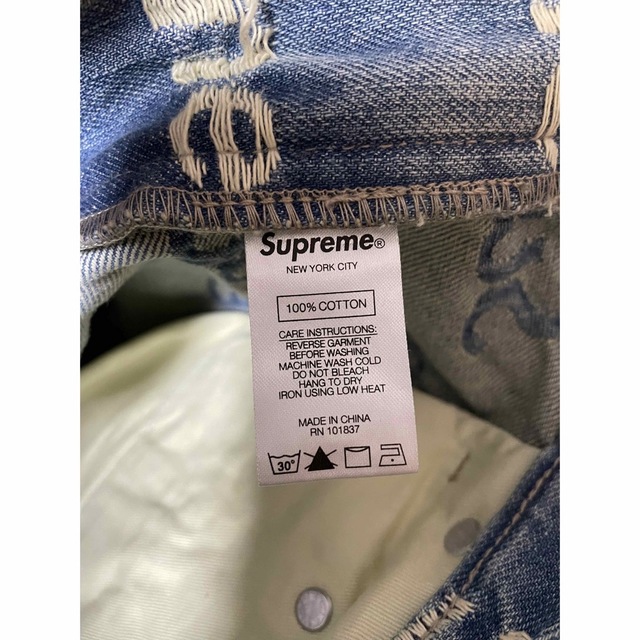 Supreme®
NEW YORK CITY
100% COTTON
CARE INSTRUCTIONS:
REVERSE GARMENT
BEFORE WASHING
MACHINE WASH COLD
DO NOT BLEACH
HANG TO DRY
IRON USING LOW HEAT
MADE IN CHINA
RN 101837
30°